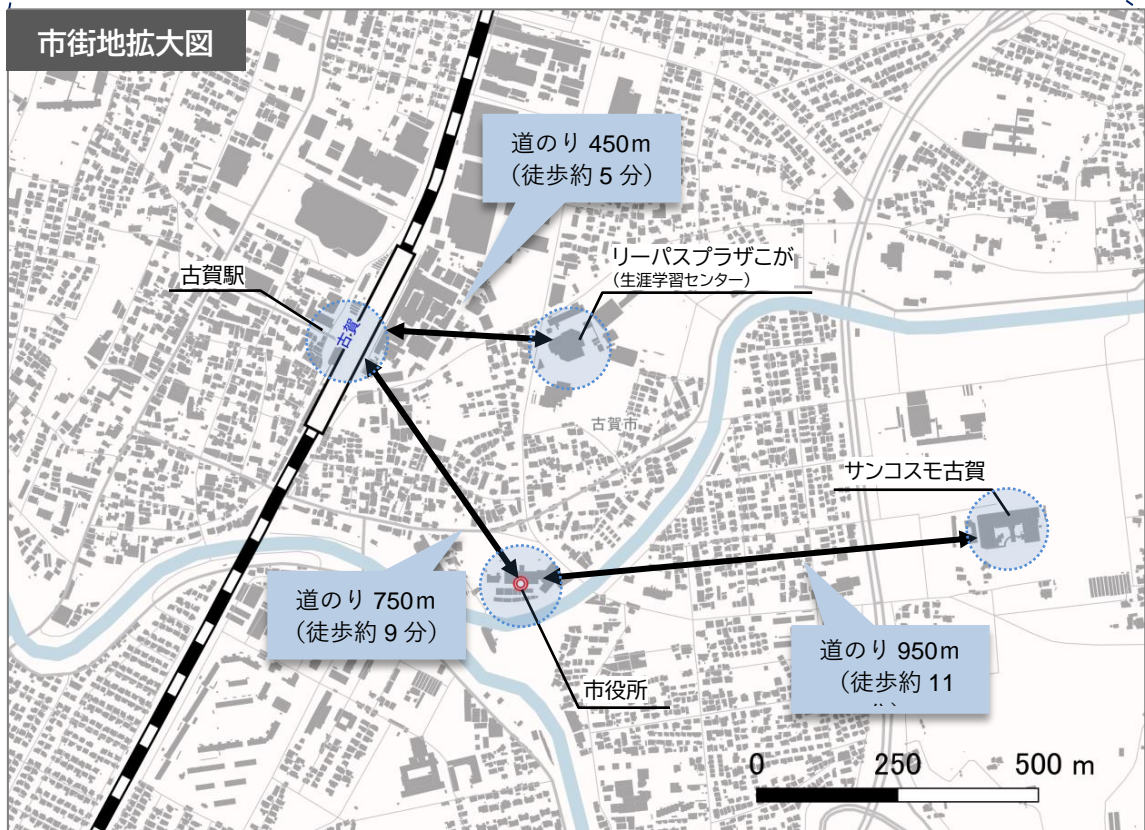 市街地拡大図
道のり 450m
（徒歩約 5 分）
リーパスプラザこが
（生涯学習センター）
古賀駅
古賀
古賀市
サンコスモ古賀
道のり 750m
（徒歩約 9 分）
道のり 950m
（徒歩約 11
市役所
0 250 500 m